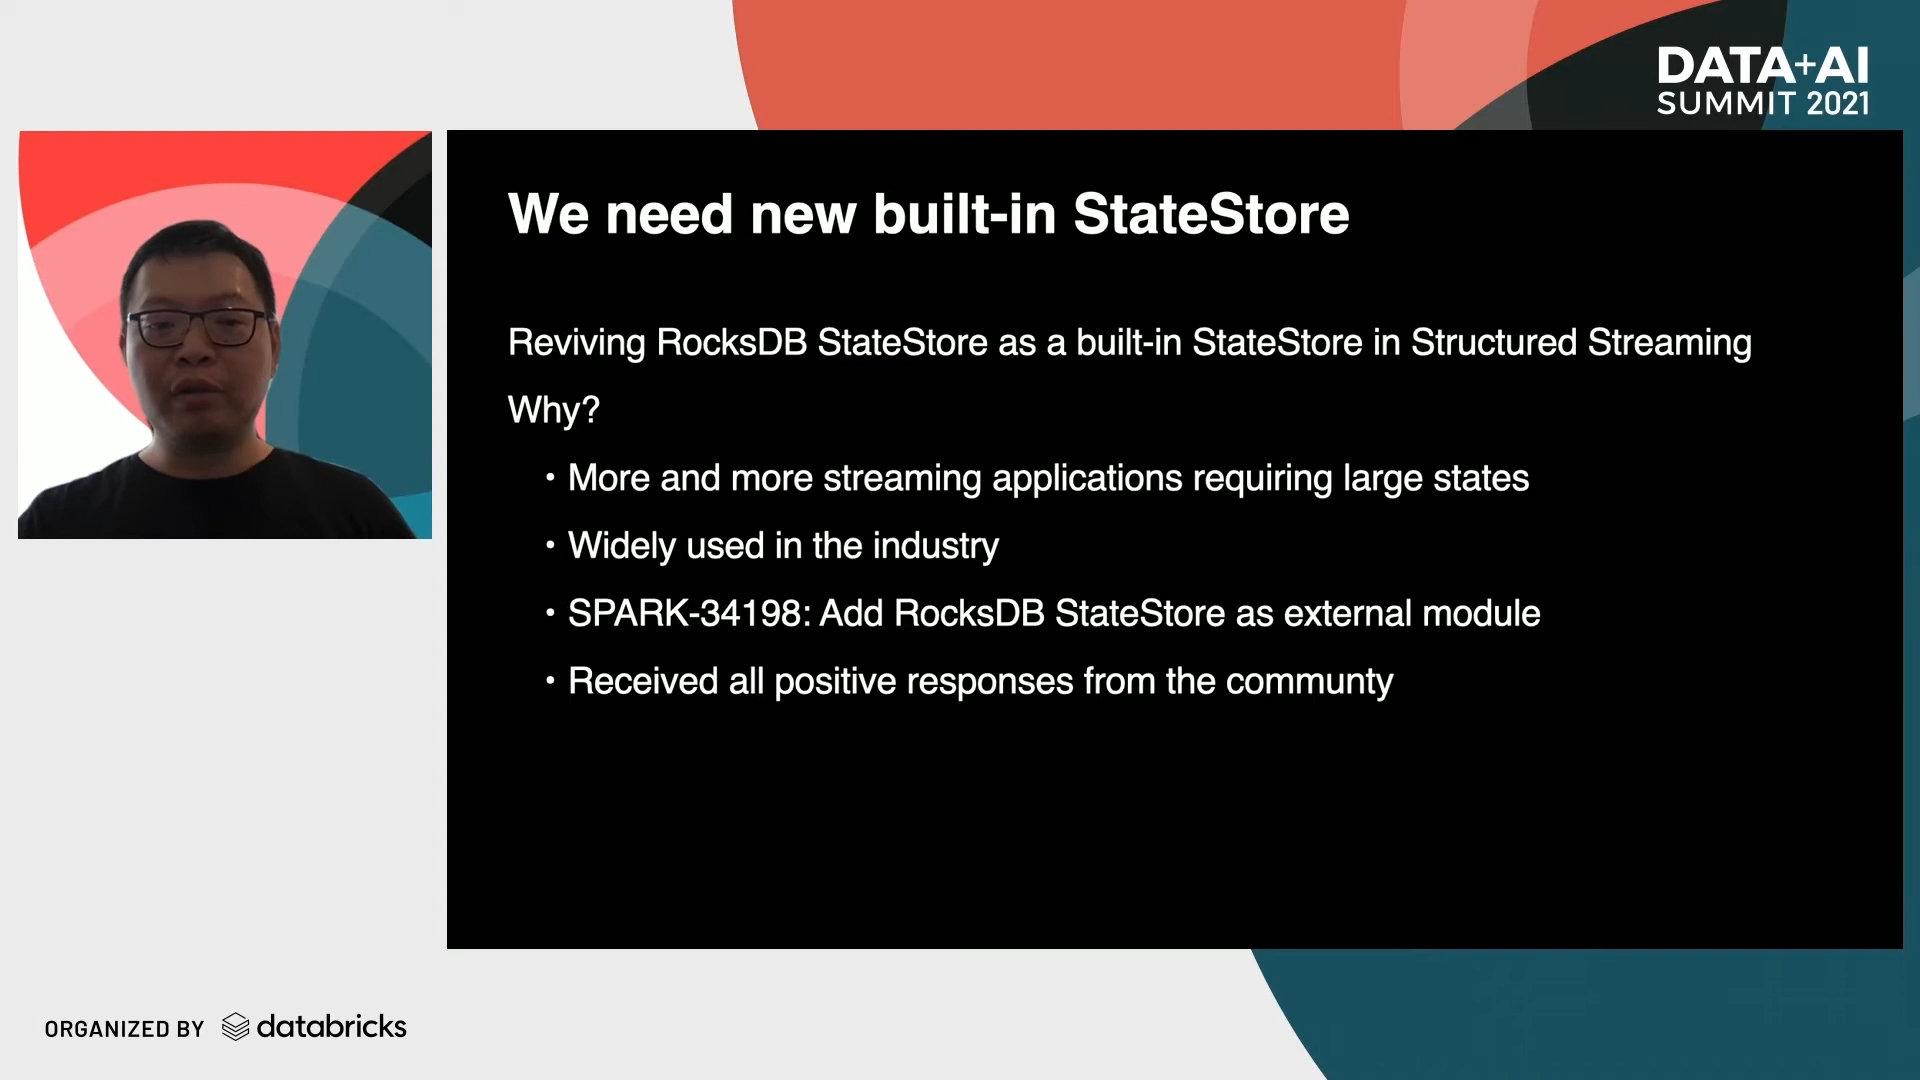 DATA+AI
SUMMIT 2021
We need new built-in StateStore
Reviving RocksDB StateStore as a built-in StateStore in Structured Streaming
Why?
• More and more streaming applications requiring large states
• Widely used in the industry
• SPARK-34198: Add RocksDB StateStore as external module
• Received all positive responses from the communty
ORGANIZED BY databricks